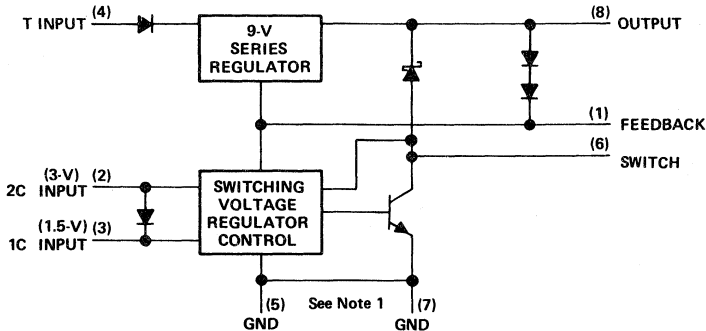 T INPUT (4)
9-V
SERIES
REGULATOR
(8)
OUTPUT
(1)
FEEDBACK
(6)
SWITCH
(3-V) (2)
2C INPUT
(1.5-V) (3)
1C INPUT
SWITCHING
VOLTAGE
REGULATOR
CONTROL
(5)
GND
See Note 1
(7)
GND